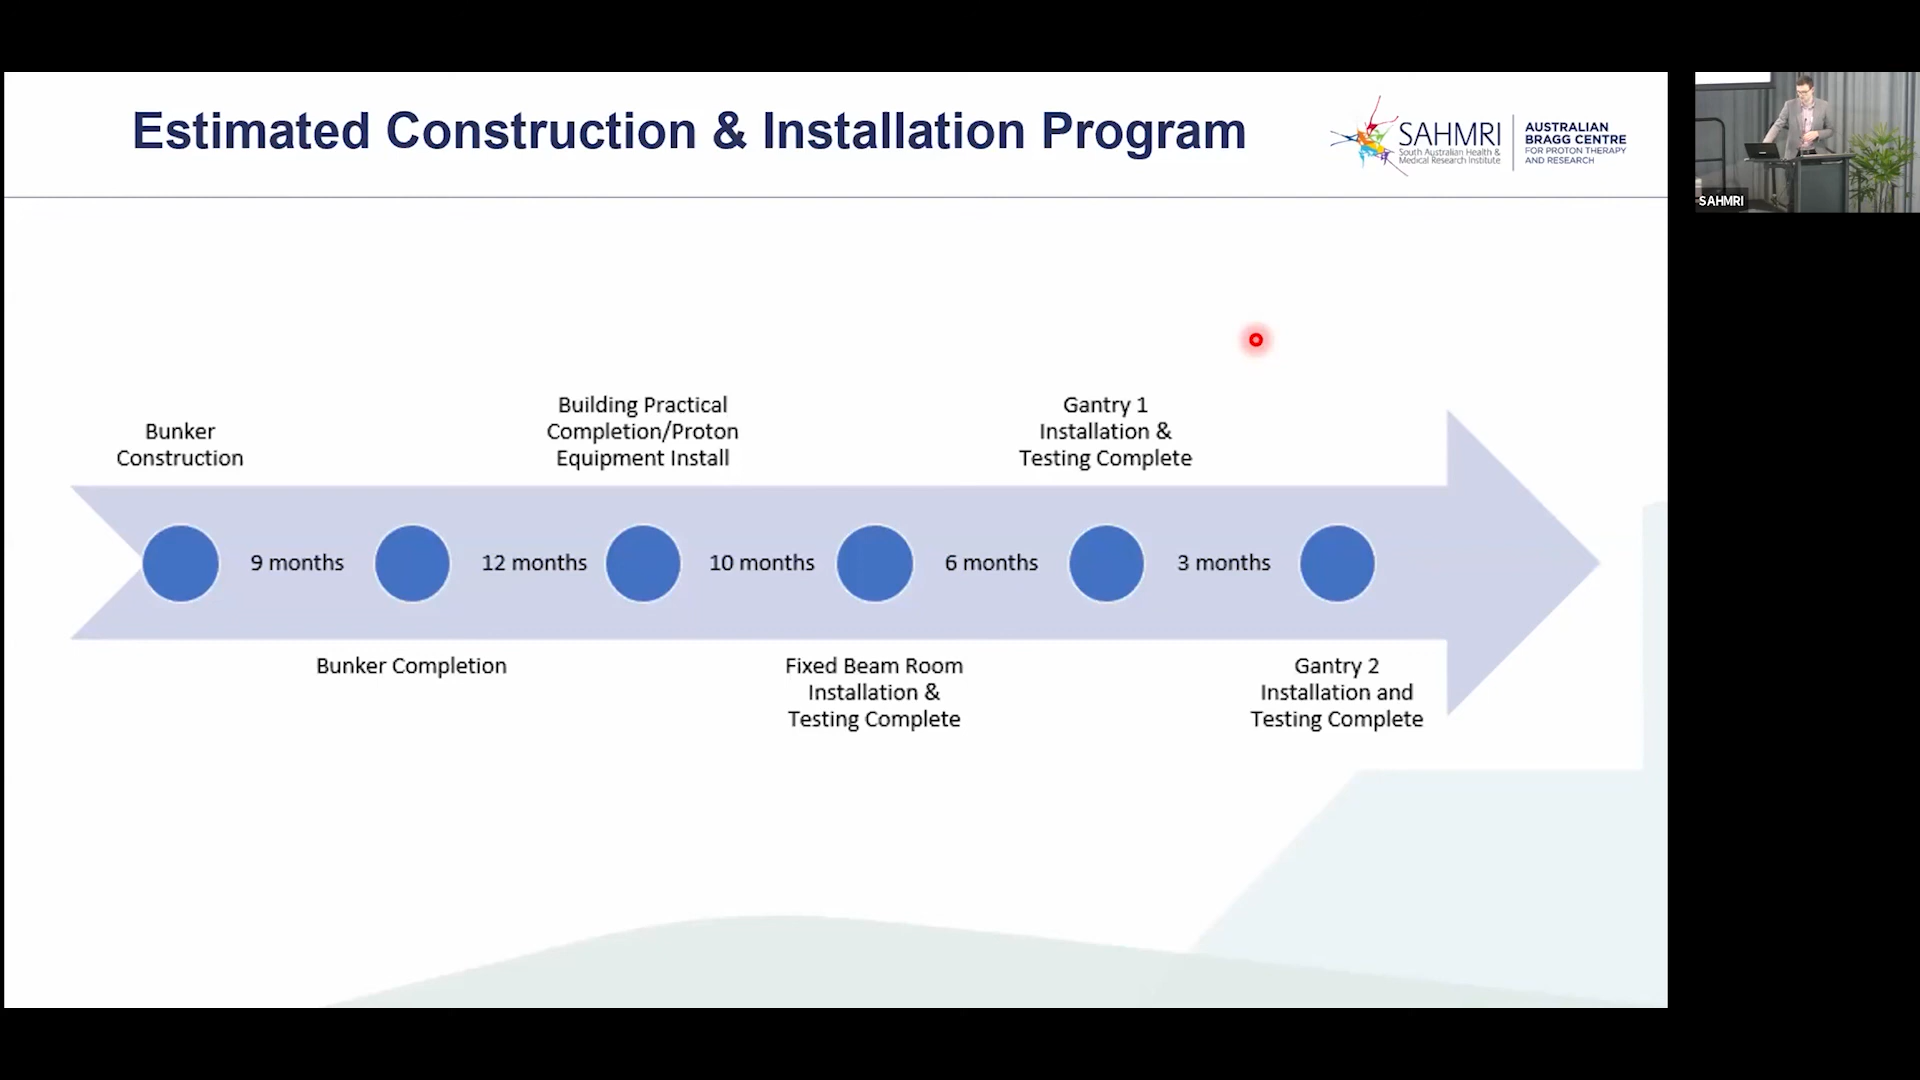 Estimated Construction & Installation Program
SAHMRI
South Australian Health &
Medical Research Institute
AUSTRALIAN
BRAGG CENTRE
FOR PROTON THERAPY
AND RESEARCH
SAHMRI
Bunker
Construction
Building Practical
Completion/Proton
Equipment Install
Gantry 1
Installation &
Testing Complete
9 months
12 months
10 months
6 months
3 months
Bunker Completion
Fixed Beam Room
Installation &
Testing Complete
Gantry 2
Installation and
Testing Complete